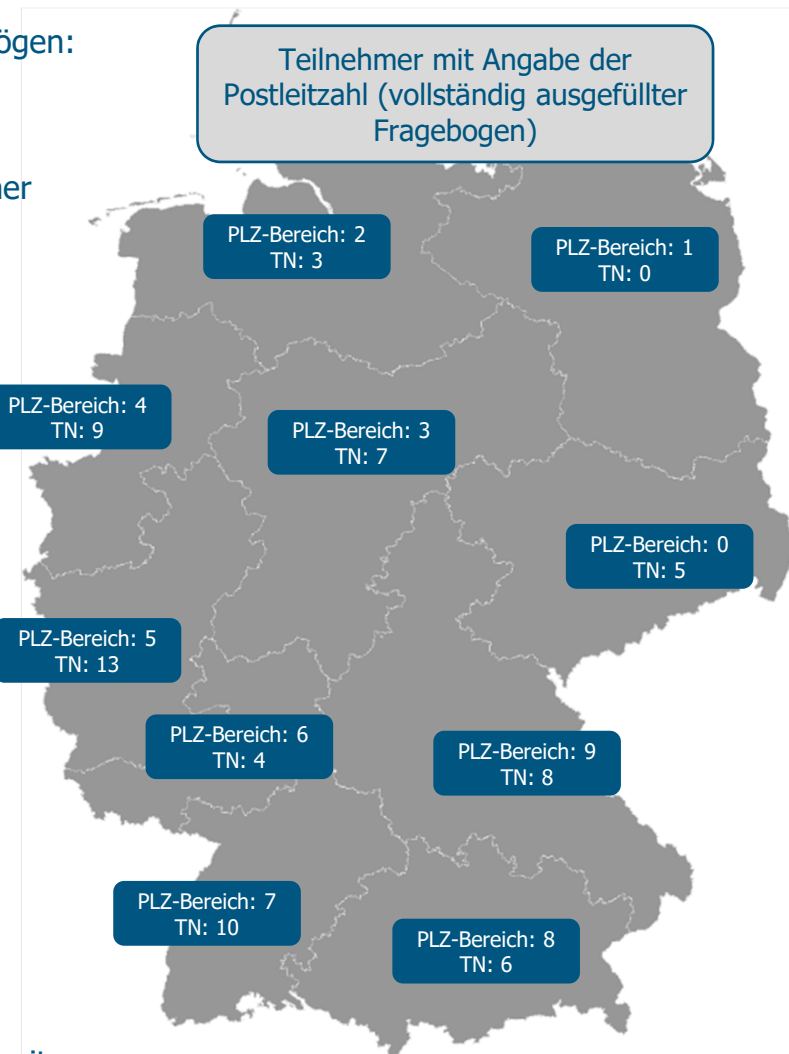 ögen:
Teilnehmer mit Angabe der
Postleitzahl (vollständig ausgefüllter
Fragebogen)
ner
PLZ-Bereich: 2
TN: 3
PLZ-Bereich: 1
TN: 0
PLZ-Bereich: 4
TN: 9
PLZ-Bereich: 3
TN: 7
PLZ-Bereich: 0
TN: 5
PLZ-Bereich: 5
TN: 13
PLZ-Bereich: 6
TN: 4
PLZ-Bereich: 9
TN: 8
PLZ-Bereich: 7
TN: 10
PLZ-Bereich: 8
TN: 6